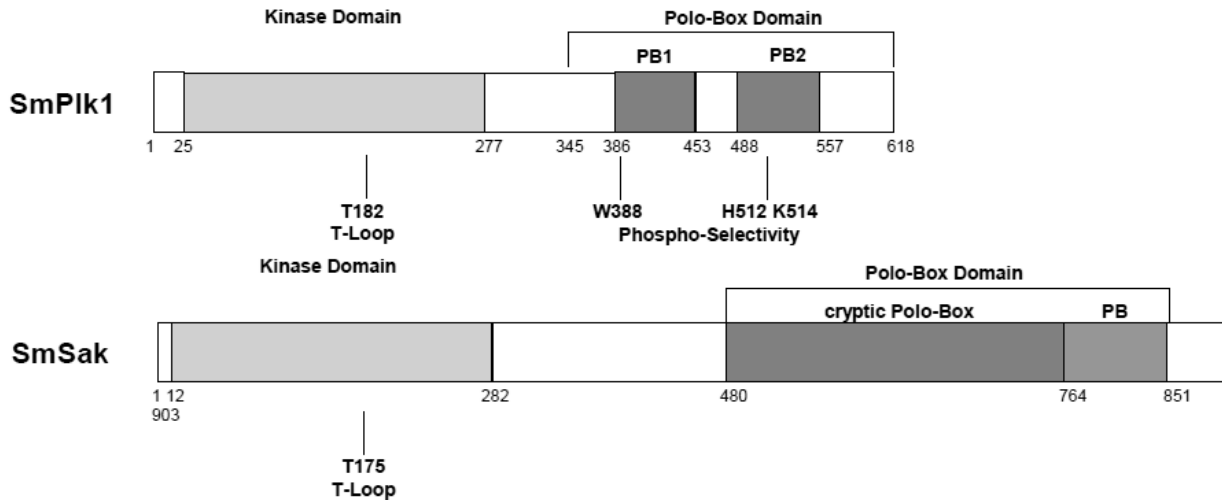 Kinase Domain Polo-Box Domain
PB1 PB2
SmPlk1
1 25 277 345 386 453 488 557 618
T182 W388 H512 K514
T-Loop Phospho-Selectivity
Kinase Domain Polo-Box Domain
cryptic Polo-Box PB
SmSak
1 12 282 480 764 851
903
T175
T-Loop